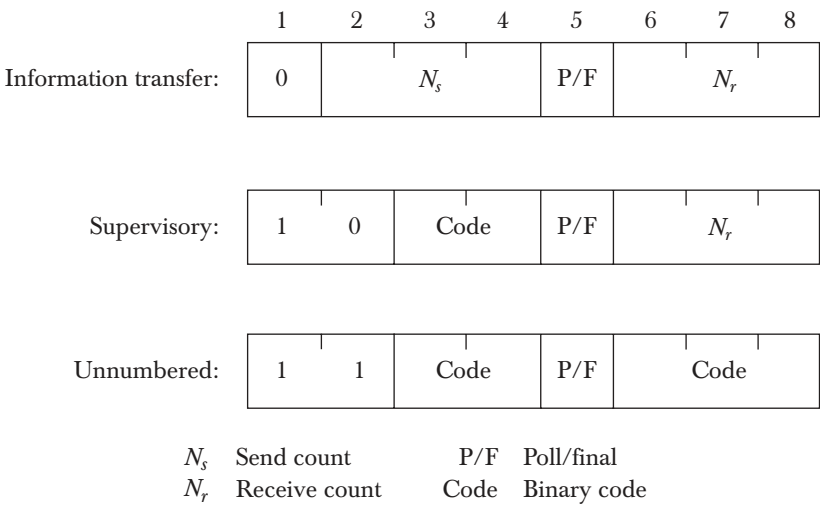 1 2 3 4 5 6 7 8
Information transfer: 0 Nₛ P/F Nᵣ
Supervisory: 1 0 Code P/F Nᵣ
Unnumbered: 1 1 Code P/F Code
Nₛ Send count P/F Poll/final
Nᵣ Receive count Code Binary code